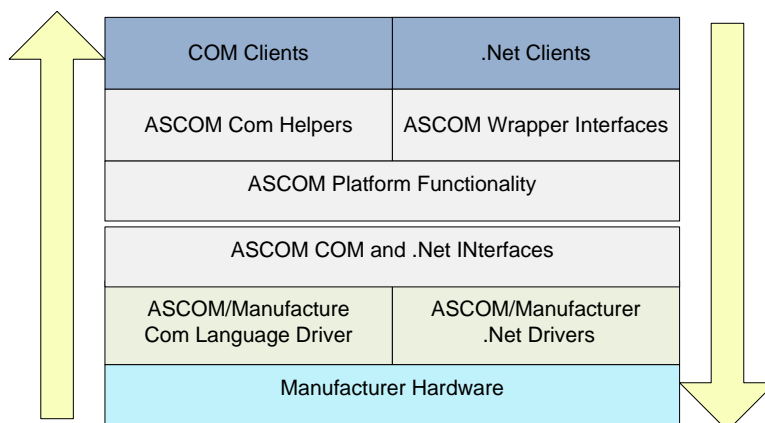 COM Clients
.Net Clients
ASCOM Com Helpers
ASCOM Wrapper Interfaces
ASCOM Platform Functionality
ASCOM COM and .Net INterfaces
ASCOM/Manufacture
Com Language Driver
ASCOM/Manufacturer
.Net Drivers
Manufacturer Hardware